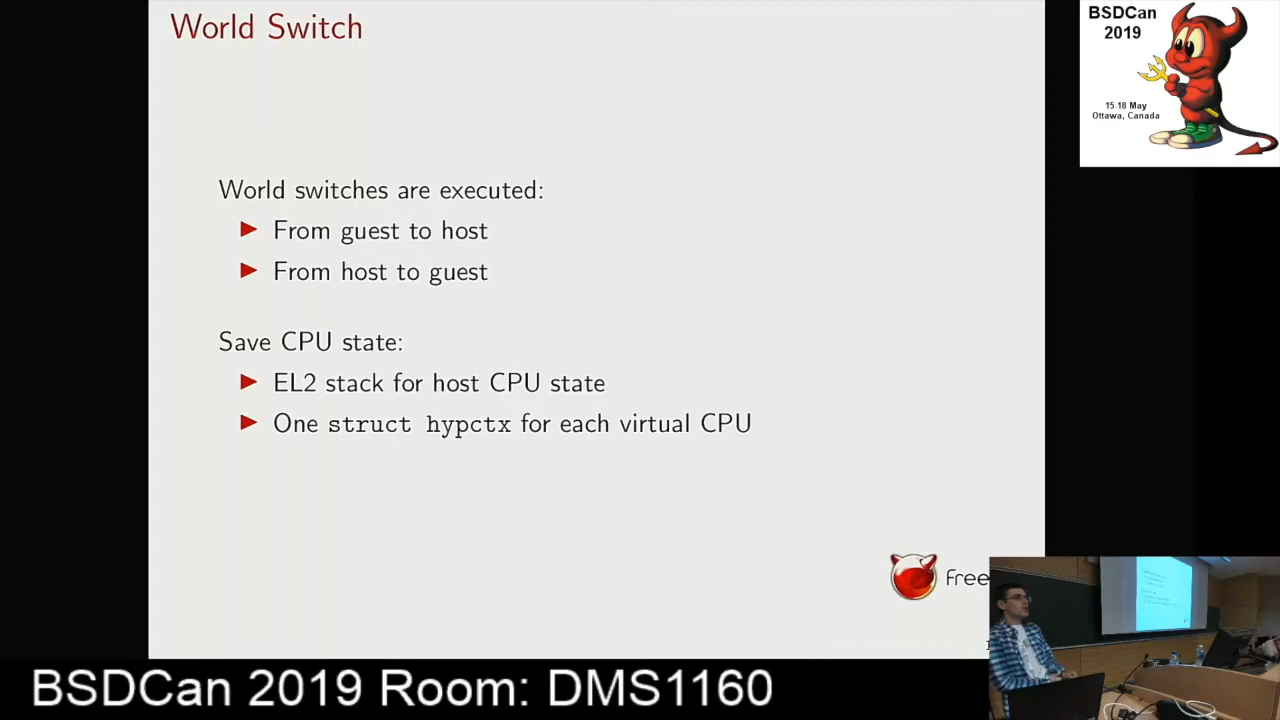 World Switch
BSDCan
2019
15-18 May
Ottawa, Canada
World switches are executed:
From guest to host
From host to guest
Save CPU state:
EL2 stack for host CPU state
One struct hypctx for each virtual CPU
Free
BSDCan 2019 Room: DMS1160